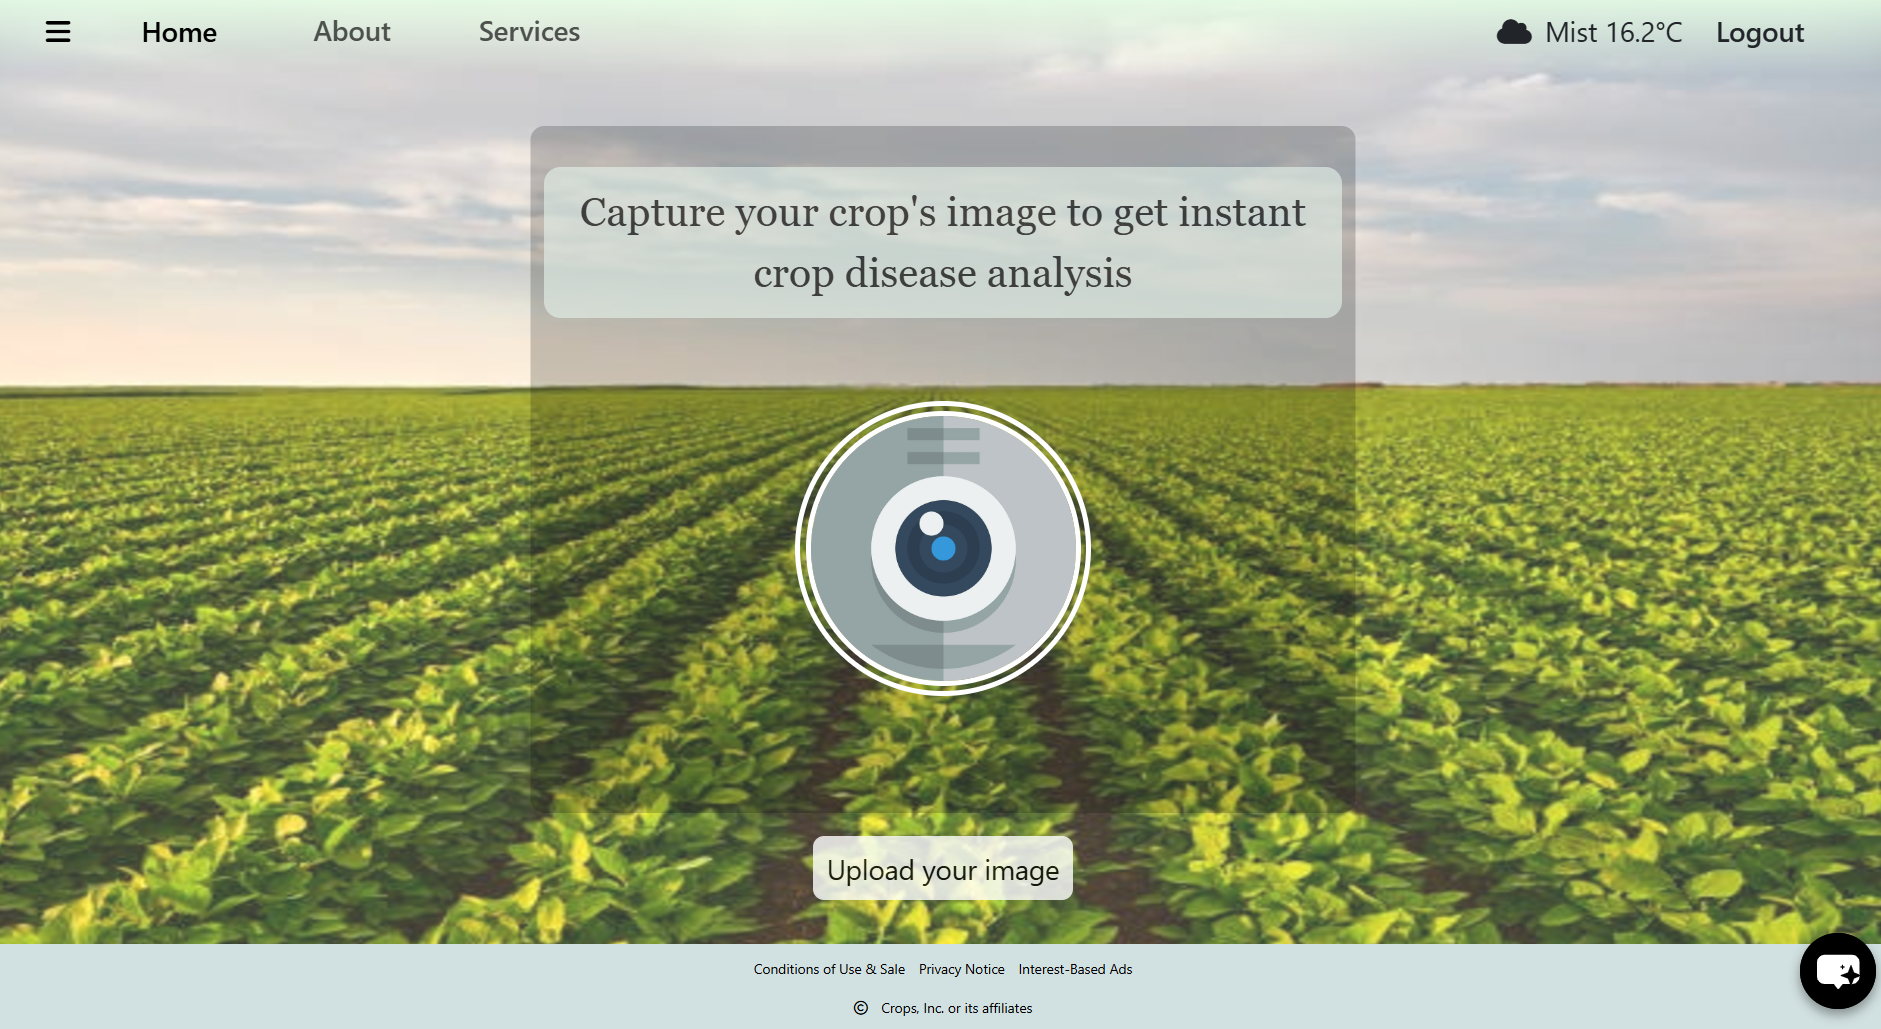 Home About Services Mist 16.2°C Logout
Capture your crop's image to get instant
crop disease analysis
Upload your image
Conditions of Use & Sale Privacy Notice Interest-Based Ads
© Crops, Inc. or its affiliates